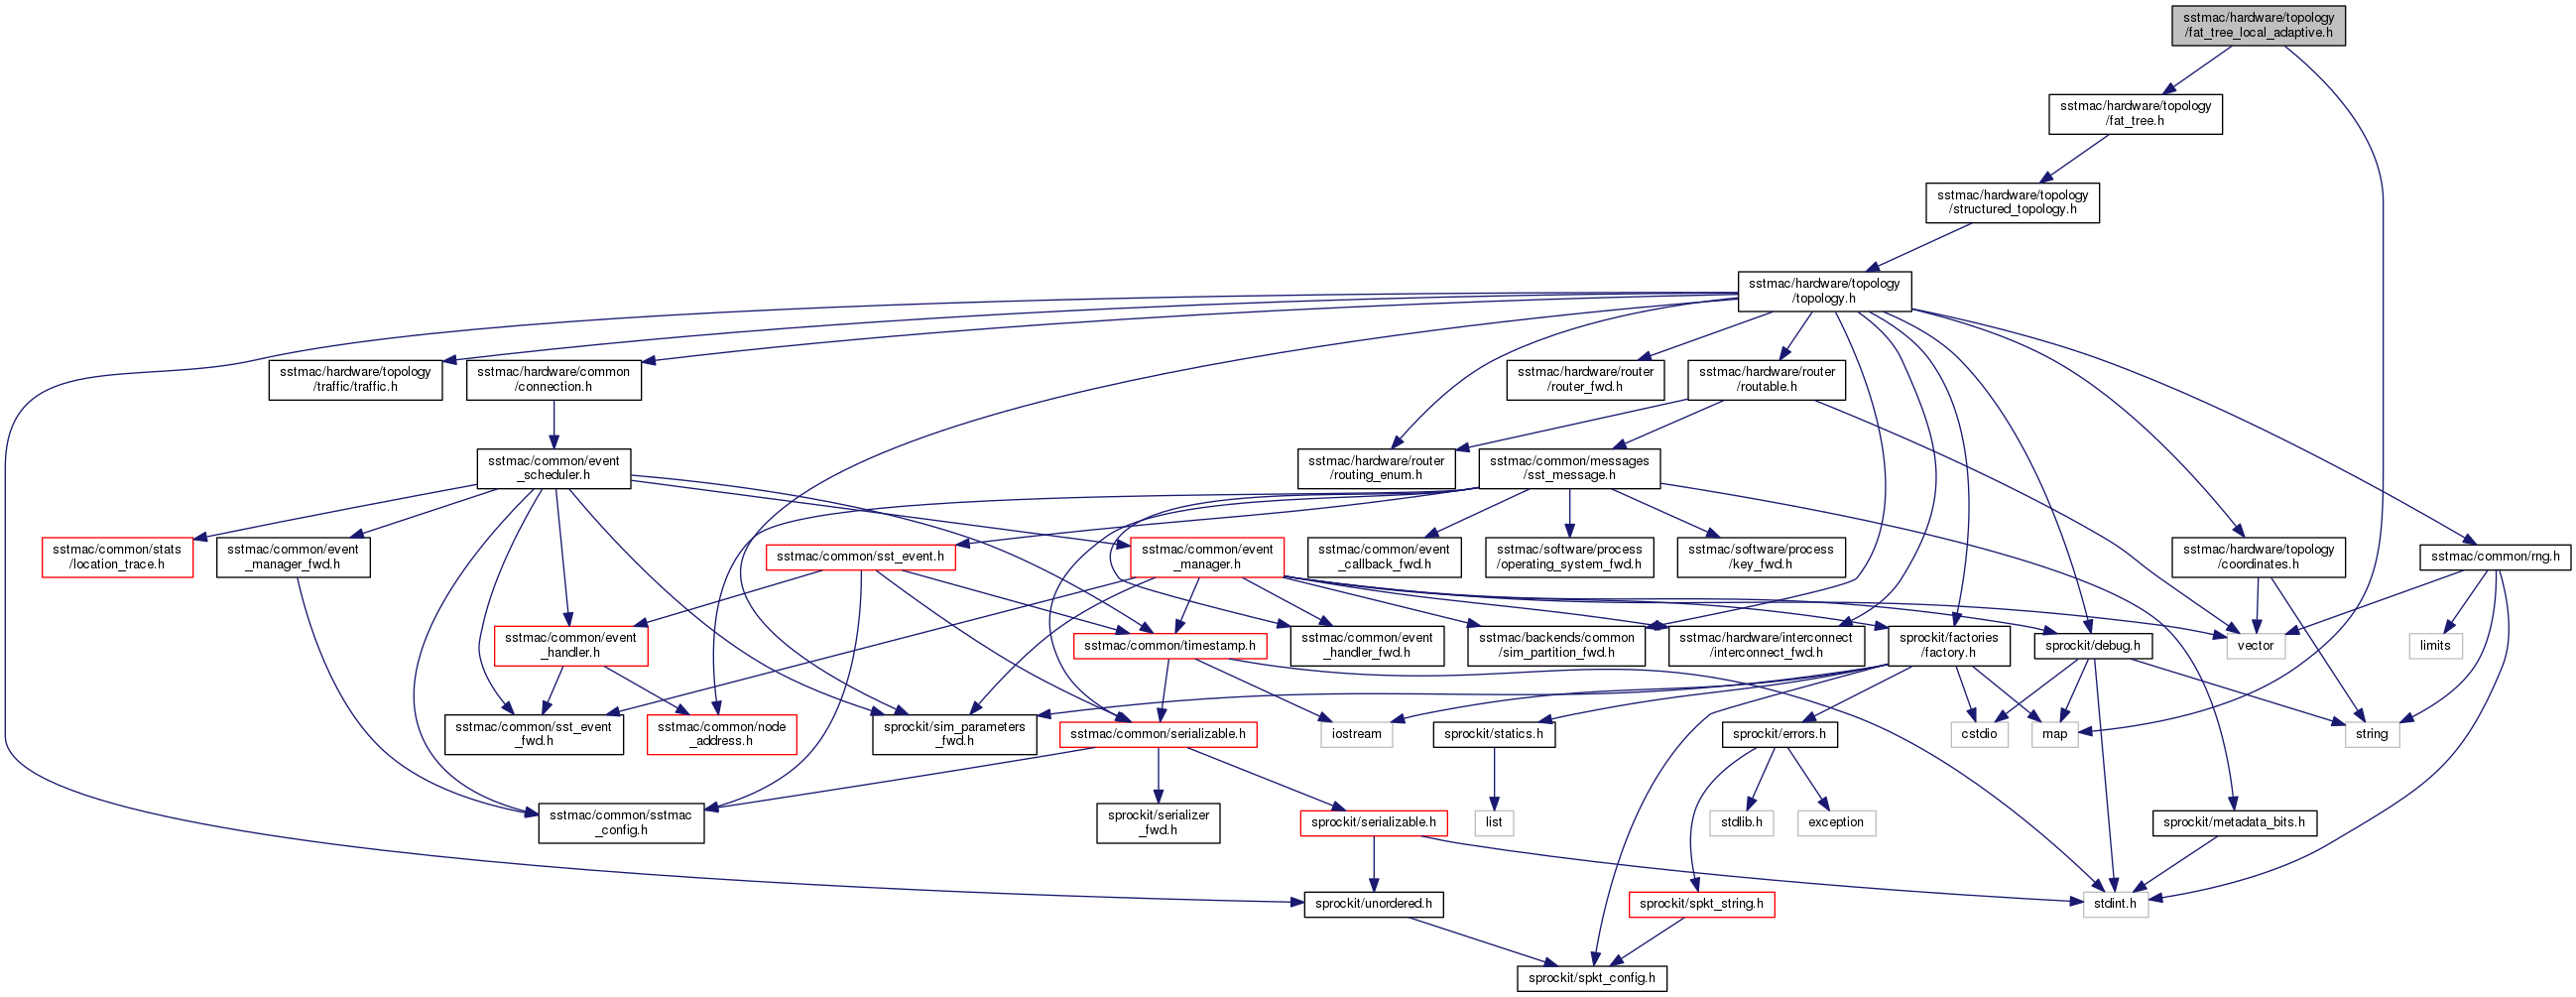 sstmac/hardware/topology
/fat_tree_local_adaptive.h
sstmac/hardware/topology
/fat_tree.h
sstmac/hardware/topology
/structured_topology.h
sstmac/hardware/topology
/topology.h
sstmac/hardware/topology
/traffic/traffic.h
sstmac/hardware/common
/connection.h
sstmac/hardware/router
/router_fwd.h
sstmac/hardware/router
/routable.h
sstmac/common/event
_scheduler.h
sstmac/hardware/router
/routing_enum.h
sstmac/common/messages
/sst_message.h
sstmac/common/stats
/location_trace.h
sstmac/common/event
_manager_fwd.h
sstmac/common/sst_event.h
sstmac/common/event
_manager.h
sstmac/common/event
_callback_fwd.h
sstmac/software/process
/operating_system_fwd.h
sstmac/software/process
/key_fwd.h
sstmac/hardware/topology
/coordinates.h
sstmac/common/rng.h
sstmac/common/event
_handler.h
sstmac/common/timestamp.h
sstmac/common/event
_handler_fwd.h
sstmac/backends/common
/sim_partition_fwd.h
sstmac/hardware/interconnect
/interconnect_fwd.h
sprockit/factories
/factory.h
sprockit/debug.h
vector
limits
sstmac/common/sst_event
_fwd.h
sstmac/common/node
_address.h
sprockit/sim_parameters
_fwd.h
sstmac/common/serializable.h
iostream
sprockit/statics.h
sprockit/errors.h
cstdio
map
string
sstmac/common/sstmac
_config.h
sprockit/serializer
_fwd.h
list
sprockit/serializable.h
stdlib.h
exception
sprockit/metadata_bits.h
sprockit/unordered.h
sprockit/spkt_string.h
stdint.h
sprockit/spkt_config.h